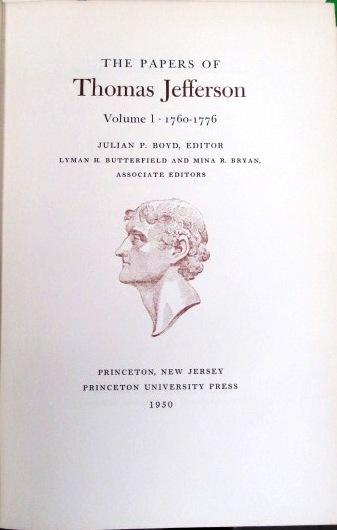 THE PAPERS OF
Thomas Jefferson
Volume 1 · 1760-1776
JULIAN P. BOYD, EDITOR
LYMAN H. BUTTERFIELD AND MINA R. BRYAN,
ASSOCIATE EDITORS
PRINCETON, NEW JERSEY
PRINCETON UNIVERSITY PRESS
1950